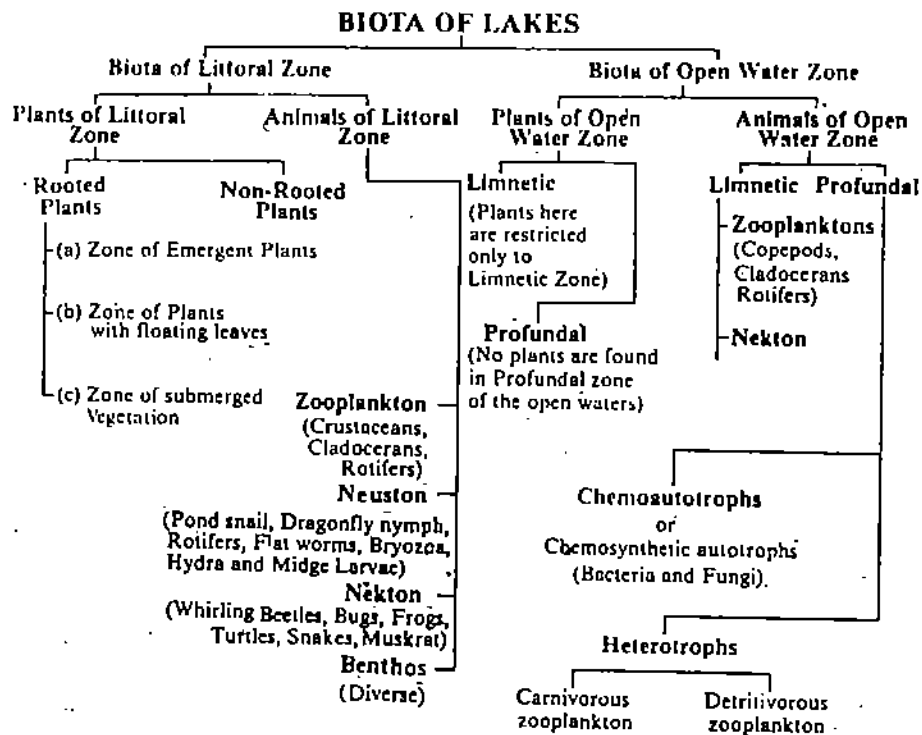 BIOTA OF LAKES
Biota of Littoral Zone
Biota of Open Water Zone
Plants of Littoral
Zone
Animals of Littoral
Zone
Plants of Open
Water Zone
Animals of Open
Water Zone
Rooted
Plants
Non-Rooted
Plants
(a) Zone of Emergent Plants
(b) Zone of Plants
with floating leaves
(c) Zone of submerged
Vegetation
Zooplankton
(Crustaceans,
Cladocerans,
Rotifers)
Neuston
(Pond snail, Dragonfly nymph,
Rotifers, Flat worms, Bryozoa,
Hydra and Midge Larvae)
Nekton
(Whirling Beetles, Bugs, Frogs,
Turtles, Snakes, Muskrat)
Benthos
(Diverse)
Limnetic
(Plants here
are restricted
only to
Limnetic Zone)
Profundal
(No plants are found
in Profundal zone
of the open waters)
Limnetic
Profundal
Zooplanktons
(Copepods,
Cladocerans
Rotifers)
Nekton
Chemoautotrophs
or
Chemosynthetic autotrophs
(Bacteria and Fungi).
Heterotrophs
Carnivorous
zooplankton
Detritivorous
zooplankton